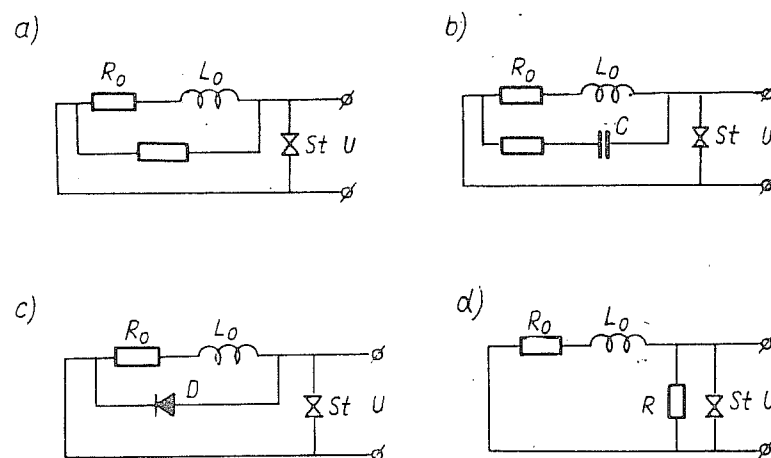 a)
R₀ L₀
St U
b)
R₀ L₀
C
St U
c)
R₀ L₀
D
St U
d)
R₀ L₀
R St U